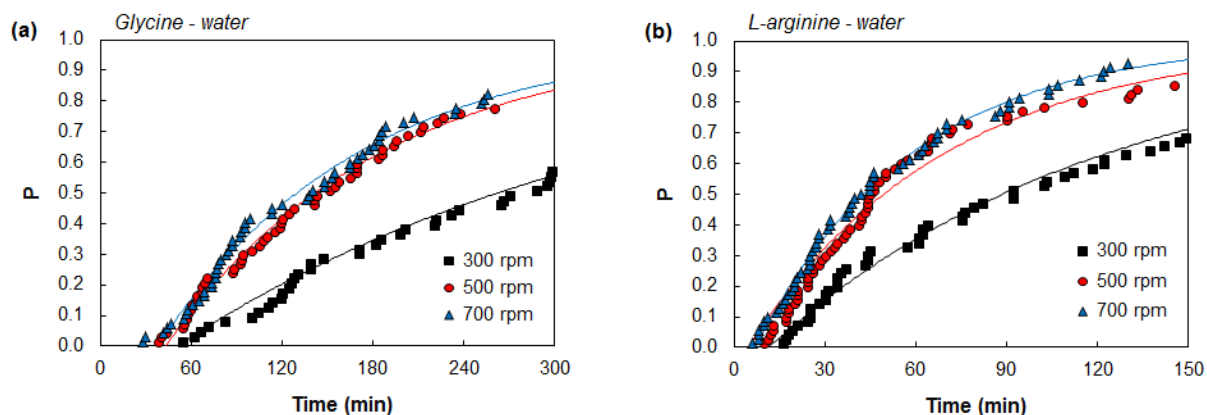 (a)
Glycine - water
1.0
0.9
0.8
0.7
0.6
0.5
0.4
0.3
0.2
0.1
0.0
P
300 rpm
500 rpm
700 rpm
0 60 120 180 240 300
Time (min)
(b)
L-arginine - water
1.0
0.9
0.8
0.7
0.6
0.5
0.4
0.3
0.2
0.1
0.0
P
300 rpm
500 rpm
700 rpm
0 30 60 90 120 150
Time (min)